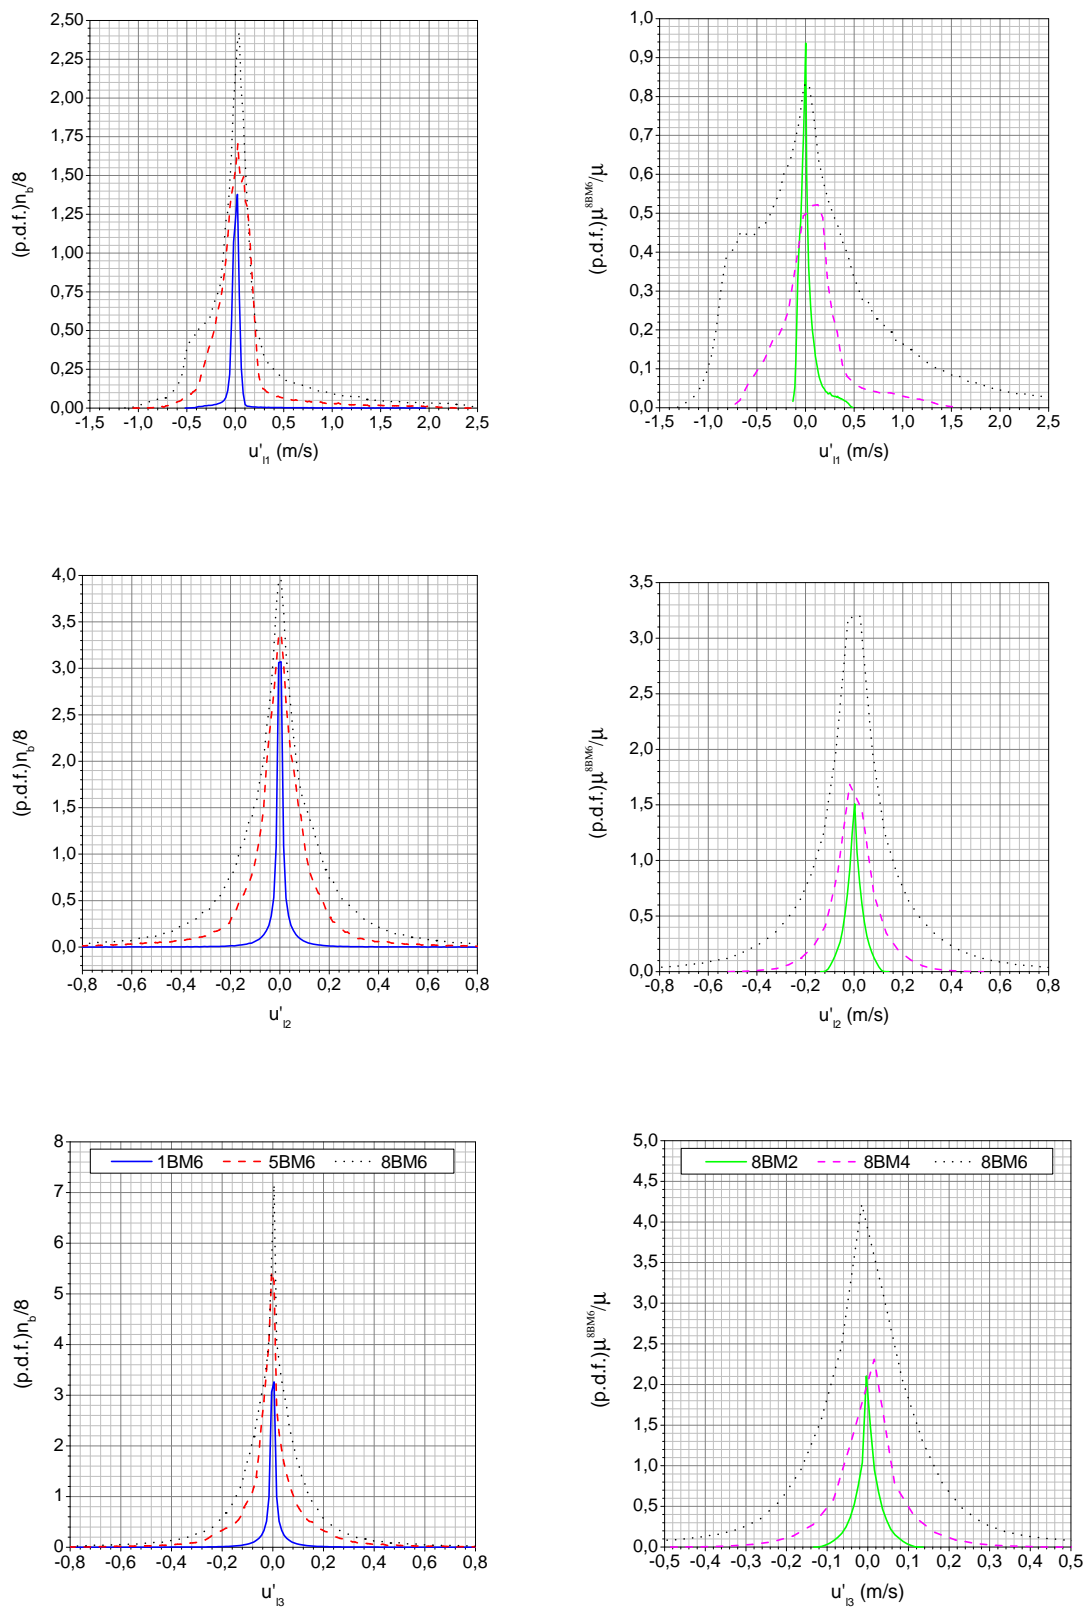 2,50
2,25
2,00
1,75
1,50
1,25
1,00
0,75
0,50
0,25
0,00
(p.d.f.)n_b/8
-1,5 -1,0 -0,5 0,0 0,5 1,0 1,5 2,0 2,5
u'_l1 (m/s)
1,0
0,9
0,8
0,7
0,6
0,5
0,4
0,3
0,2
0,1
0,0
(p.d.f.)μ^8BM6/μ
-1,5 -1,0 -0,5 0,0 0,5 1,0 1,5 2,0 2,5
u'_l1 (m/s)
4,0
3,5
3,0
2,5
2,0
1,5
1,0
0,5
0,0
(p.d.f.)n_b/8
-0,8 -0,6 -0,4 -0,2 0,0 0,2 0,4 0,6 0,8
u'_l2
3,5
3,0
2,5
2,0
1,5
1,0
0,5
0,0
(p.d.f.)μ^8BM6/μ
-0,8 -0,6 -0,4 -0,2 0,0 0,2 0,4 0,6 0,8
u'_l2 (m/s)
8
7
6
5
4
3
2
1
0
(p.d.f.)n_b/8
1BM6 5BM6 8BM6
-0,8 -0,6 -0,4 -0,2 0,0 0,2 0,4 0,6 0,8
u'_l3
5,0
4,5
4,0
3,5
3,0
2,5
2,0
1,5
1,0
0,5
0,0
(p.d.f.)μ^8BM6/μ
8BM2 8BM4 8BM6
-0,5 -0,4 -0,3 -0,2 -0,1 0,0 0,1 0,2 0,3 0,4 0,5
u'_l3 (m/s)